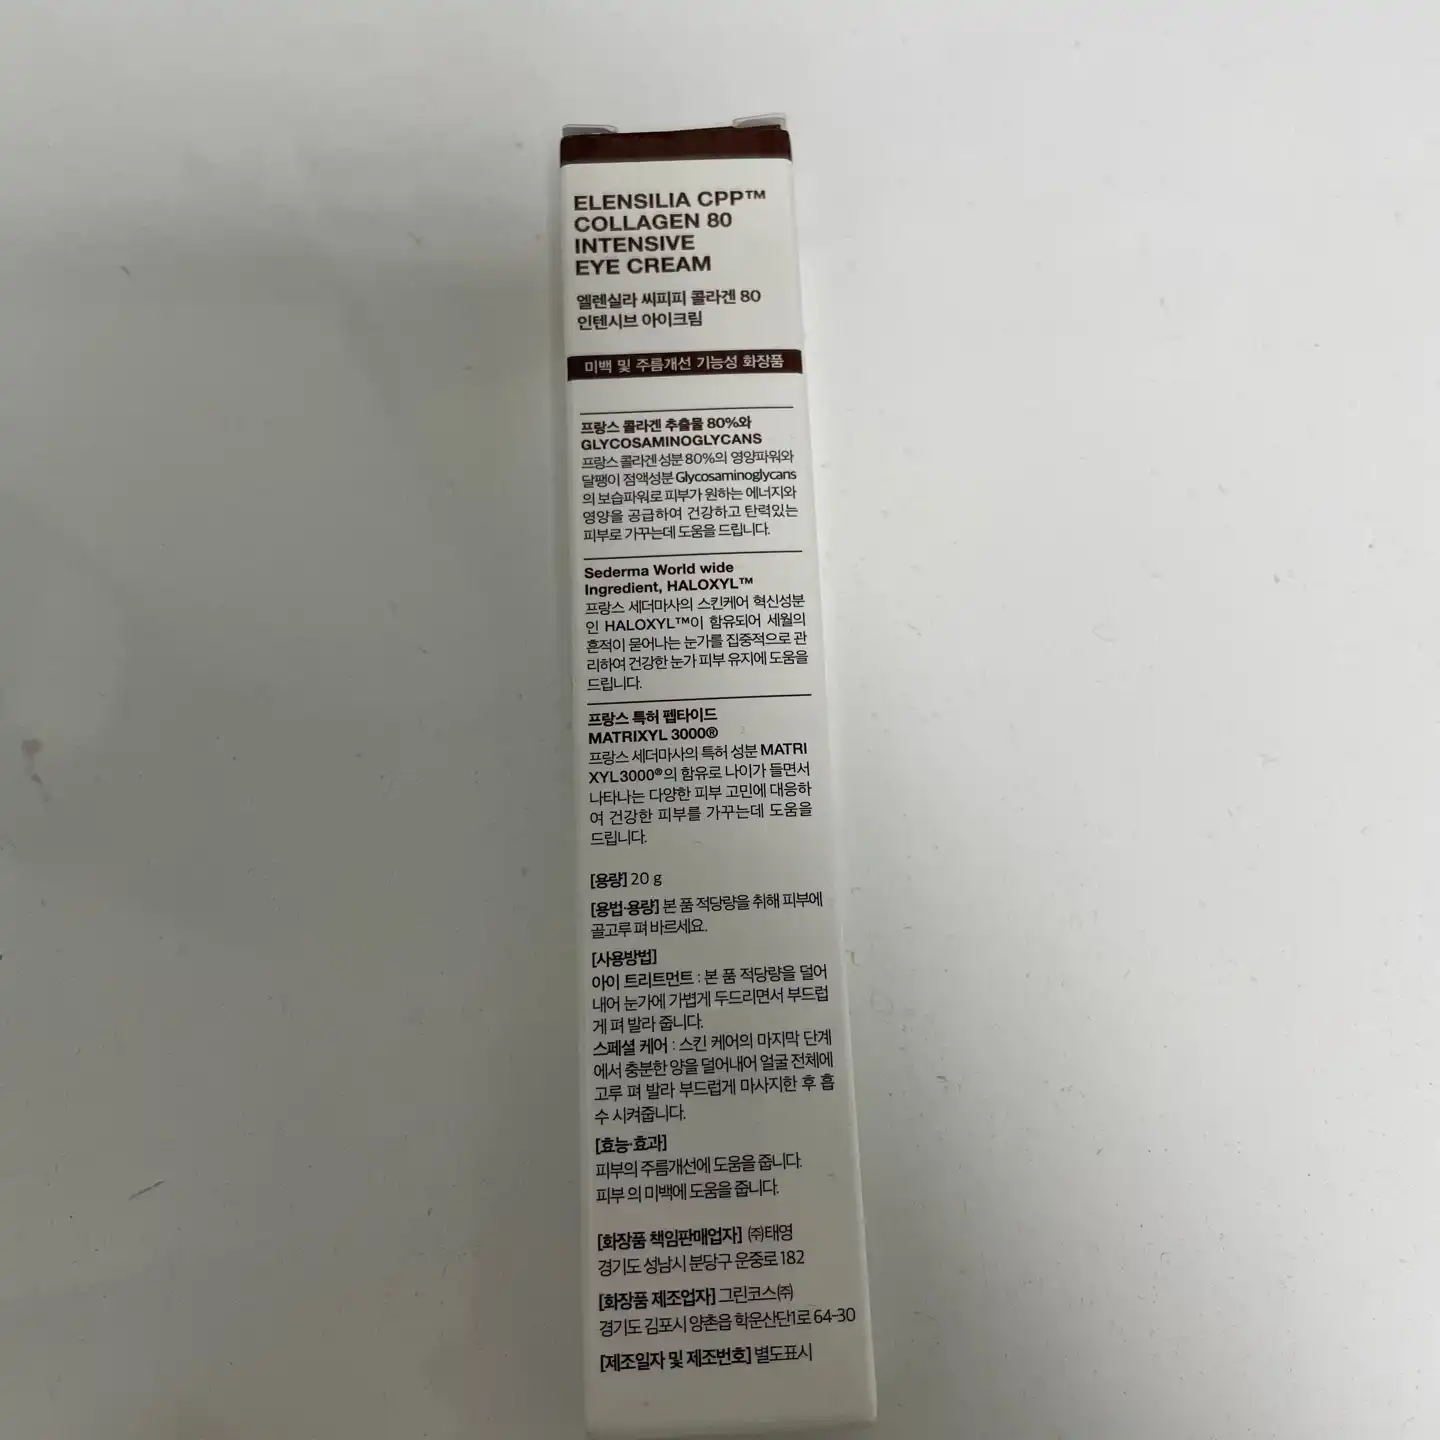 ELENSILIA CPP™
COLLAGEN 80
INTENSIVE
EYE CREAM
엘렌실라 씨피피 콜라겐 80
인텐시브 아이크림
미백 및 주름개선 기능성 화장품
프랑스 콜라겐 추출물 80%와
GLYCOSAMINOGLYCANS
프랑스 콜라겐 성분 80%의 영양파워와
달팽이 점액성분 Glycosaminoglycans
의 보습파워로 피부가 원하는 에너지와
영양을 공급하여 건강하고 탄력있는
피부로 가꾸는데 도움을 드립니다.
Sederma World wide
Ingredient, HALOXYL™
프랑스 세더마사의 스킨케어 혁신성분
인 HALOXYL™이 함유되어 세월의
흔적이 묻어나는 눈가를 집중적으로 관
리하여 건강한 눈가 피부 유지에 도움을
드립니다.
프랑스 특허 펩타이드
MATRIXYL 3000®
프랑스 세더마사의 특허 성분 MATRI
XYL3000®의 함유로 나이가 들면서
나타나는 다양한 피부 고민에 대응하
여 건강한 피부를 가꾸는데 도움을
드립니다.
[용량] 20 g
[용법·용량] 본 품 적당량을 취해 피부에
골고루 펴 바르세요.
[사용방법]
아이 트리트먼트 : 본 품 적당량을 덜어
내어 눈가에 가볍게 두드리면서 부드럽
게 펴 발라 줍니다.
스페셜 케어 : 스킨 케어의 마지막 단계
에서 충분한 양을 덜어내어 얼굴 전체에
고루 펴 발라 부드럽게 마사지한 후 흡
수 시켜줍니다.
[효능·효과]
피부의 주름개선에 도움을 줍니다.
피부 의 미백에 도움을 줍니다.
[화장품 책임판매업자] ㈜태영
경기도 성남시 분당구 운중로 182
[화장품 제조업자] 그린코스㈜
경기도 김포시 양촌읍 학운산단1로 64-30
[제조일자 및 제조번호] 별도표시